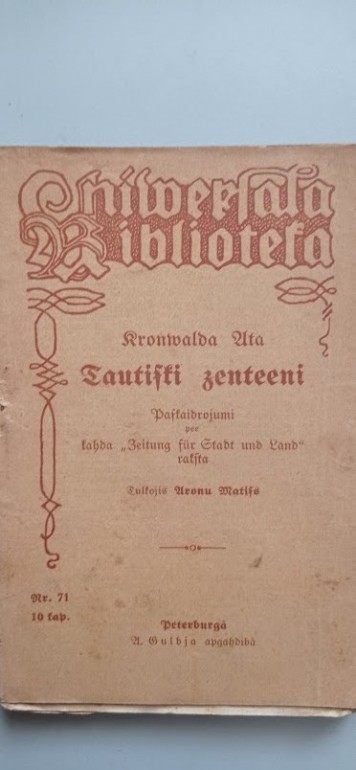 Uniwersala
Biblioteka
Kronwalda Ata
Tautiski zenteeni
Paskaidrojumi
pee
kahda „Zeitung für Stadt und Land"
raksta
Tulkojis Aronu Matiss
Nr. 71
10 kap.
Peterburgā
A. Gulbja apgahdibā